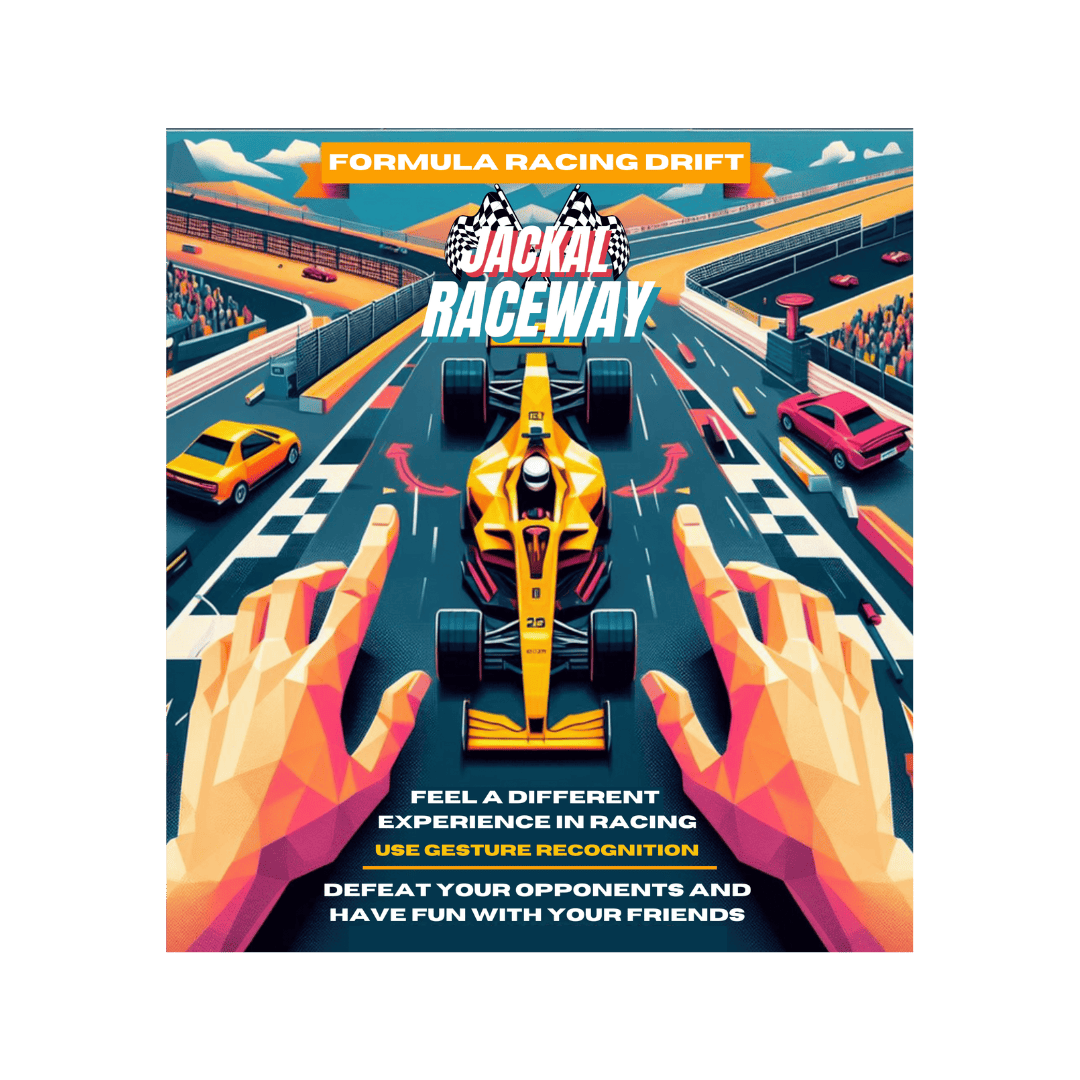 FORMULA RACING DRIFT
JACKAL
RACEWAY
FEEL A DIFFERENT
EXPERIENCE IN RACING
USE GESTURE RECOGNITION
DEFEAT YOUR OPPONENTS AND
HAVE FUN WITH YOUR FRIENDS